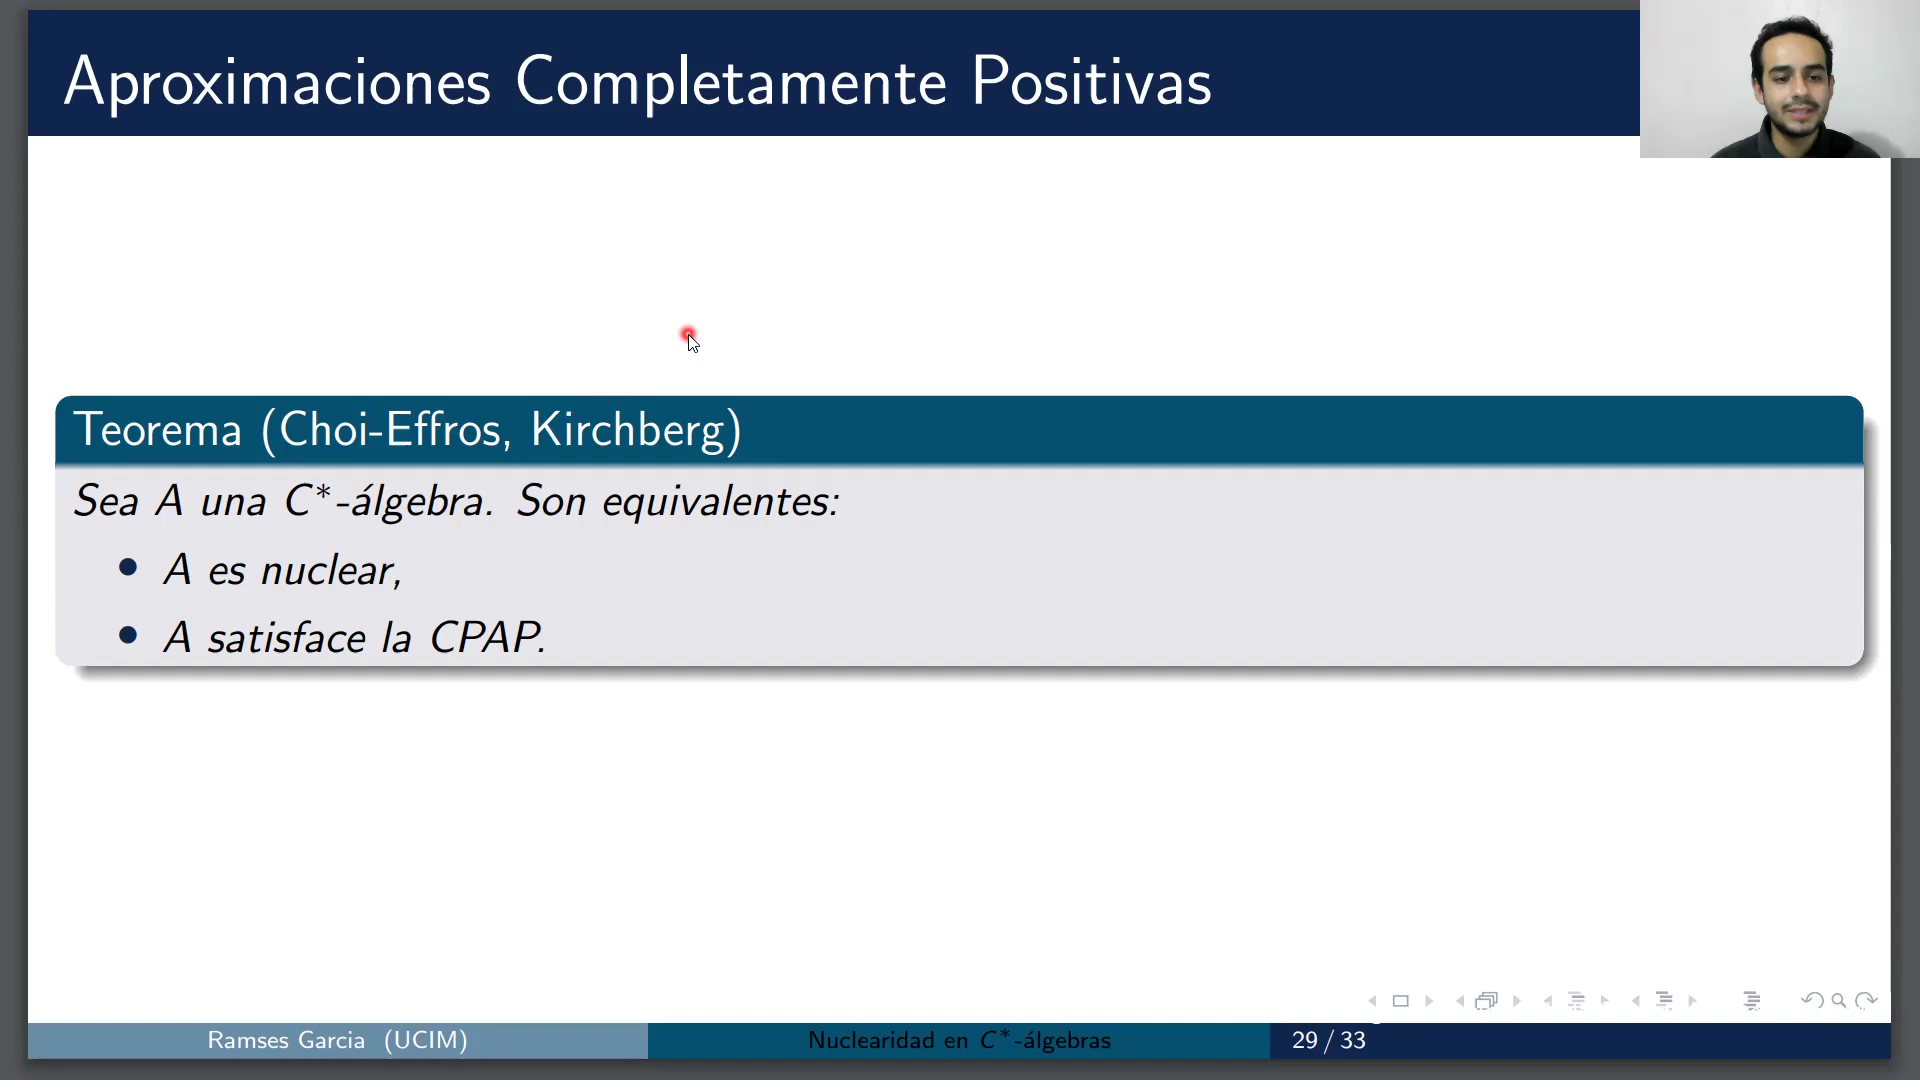 Aproximaciones Completamente Positivas
Teorema (Choi-Effros, Kirchberg)
Sea A una C*-álgebra. Son equivalentes:
• A es nuclear,
• A satisface la CPAP.
Ramses Garcia (UCIM)
Nuclearidad en C*-álgebras
29 / 33